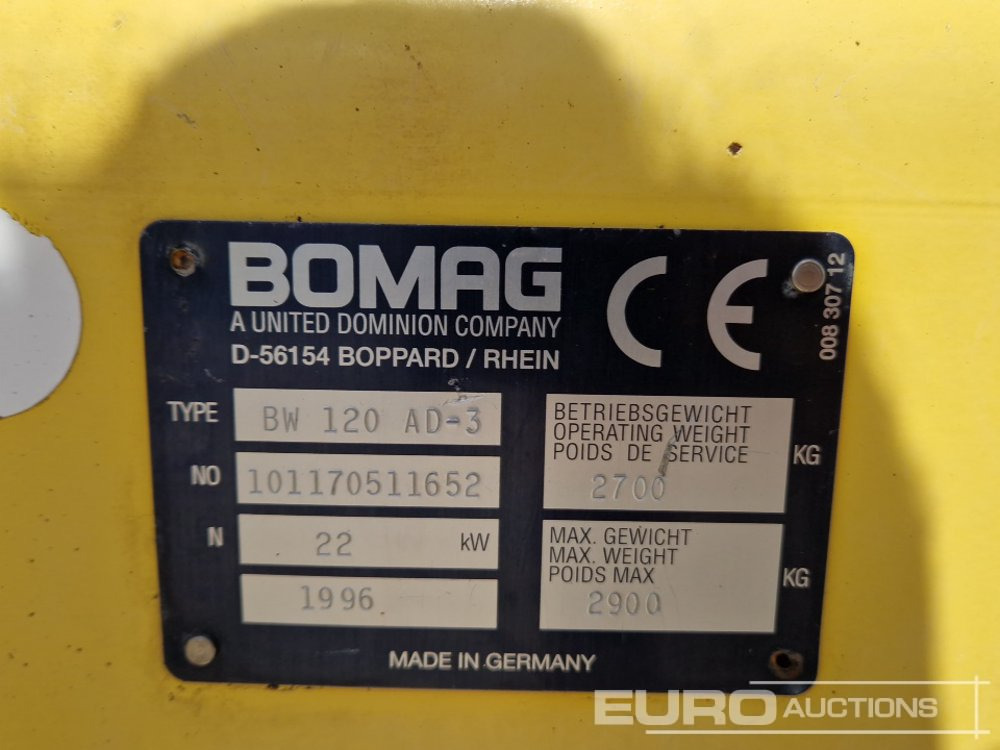 BOMAG
A UNITED DOMINION COMPANY
D-56154 BOPPARD / RHEIN
CE
008 307 12
TYPE BW 120 AD-3
NO 101170511652
N 22 kW
1996
BETRIEBSGEWICHT
OPERATING WEIGHT
POIDS DE SERVICE
2700 KG
MAX. GEWICHT
MAX. WEIGHT
POIDS MAX
2900 KG
MADE IN GERMANY
EURO AUCTIONS